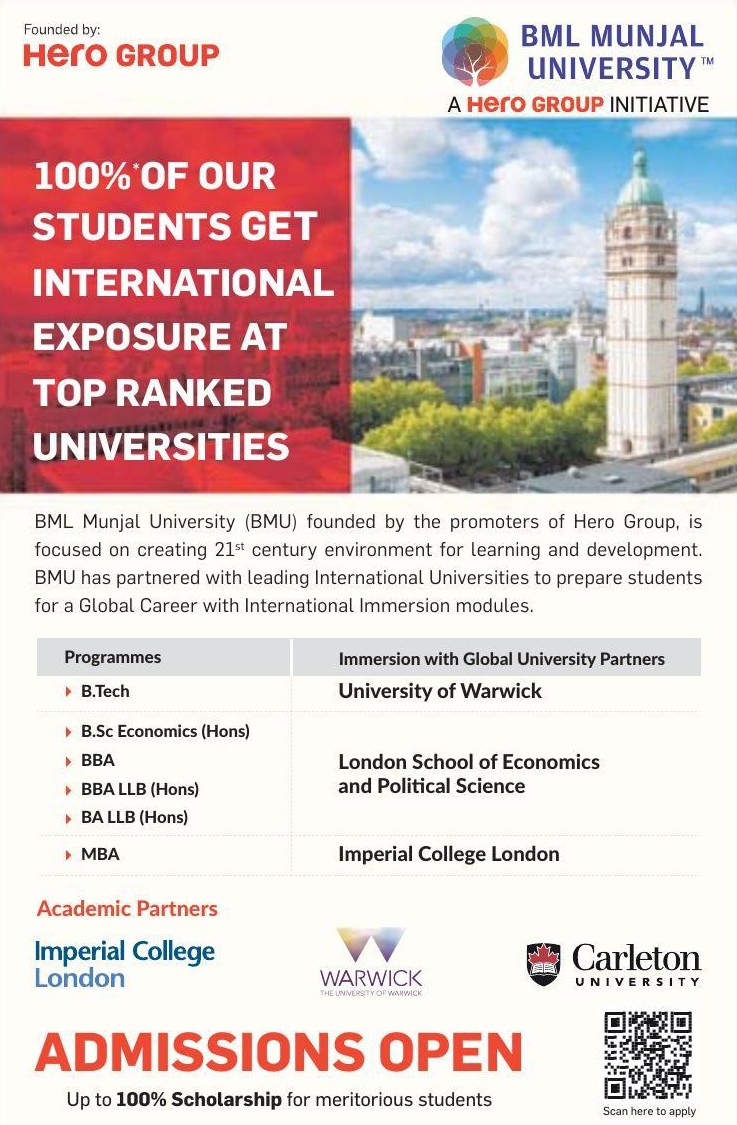 Founded by:
Hero GROUP
BML MUNJAL
UNIVERSITY™
A Hero GROUP INITIATIVE
100%*OF OUR
STUDENTS GET
INTERNATIONAL
EXPOSURE AT
TOP RANKED
UNIVERSITIES
BML Munjal University (BMU) founded by the promoters of Hero Group, is
focused on creating 21st century environment for learning and development.
BMU has partnered with leading International Universities to prepare students
for a Global Career with International Immersion modules.
Programmes
Immersion with Global University Partners
B.Tech
University of Warwick
B.Sc Economics (Hons)
BBA
BBA LLB (Hons)
BA LLB (Hons)
London School of Economics
and Political Science
MBA
Imperial College London
Academic Partners
Imperial College
London
WARWICK
THE UNIVERSITY OF WARWICK
Carleton
UNIVERSITY
ADMISSIONS OPEN
Up to 100% Scholarship for meritorious students
Scan here to apply